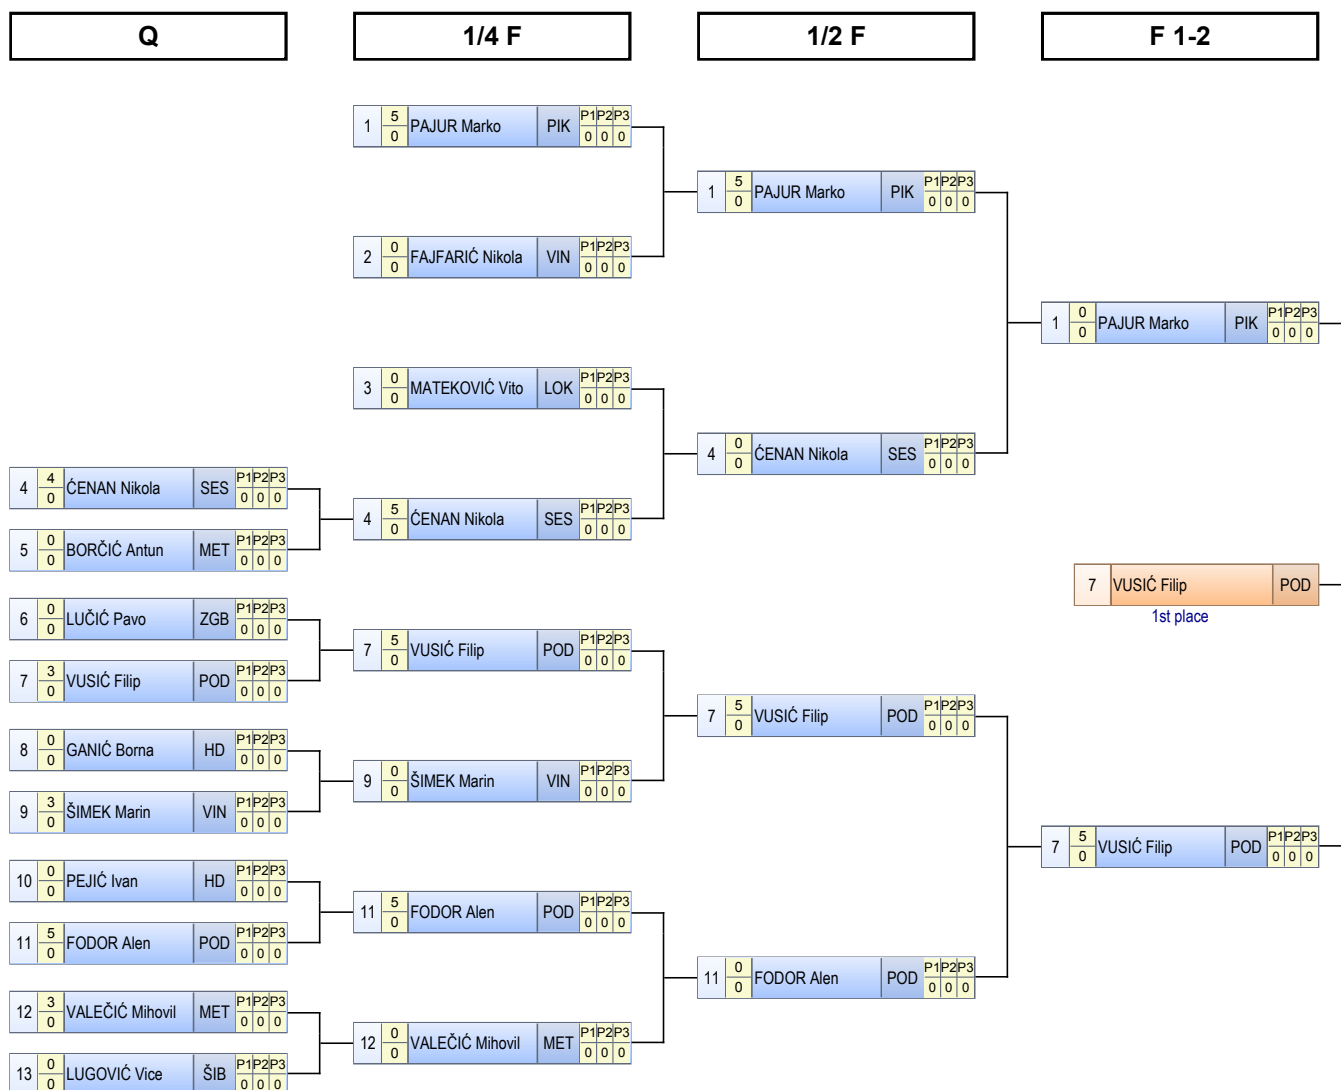 Q
1/4 F
1/2 F
F 1-2
4 4 0 ĆENAN Nikola SES P1 P2 P3 0 0 0
5 0 0 BORČIĆ Antun MET P1 P2 P3 0 0 0
6 0 0 LUČIĆ Pavo ZGB P1 P2 P3 0 0 0
7 3 0 VUSIĆ Filip POD P1 P2 P3 0 0 0
8 0 0 GANIĆ Borna HD P1 P2 P3 0 0 0
9 3 0 ŠIMEK Marin VIN P1 P2 P3 0 0 0
10 0 0 PEJIĆ Ivan HD P1 P2 P3 0 0 0
11 5 0 FODOR Alen POD P1 P2 P3 0 0 0
12 3 0 VALEČIĆ Mihovil MET P1 P2 P3 0 0 0
13 0 0 LUGOVIĆ Vice ŠIB P1 P2 P3 0 0 0
1 5 0 PAJUR Marko PIK P1 P2 P3 0 0 0
2 0 0 FAJFARIĆ Nikola VIN P1 P2 P3 0 0 0
3 0 0 MATEKOVIĆ Vito LOK P1 P2 P3 0 0 0
4 5 0 ĆENAN Nikola SES P1 P2 P3 0 0 0
7 5 0 VUSIĆ Filip POD P1 P2 P3 0 0 0
9 0 0 ŠIMEK Marin VIN P1 P2 P3 0 0 0
11 5 0 FODOR Alen POD P1 P2 P3 0 0 0
12 0 0 VALEČIĆ Mihovil MET P1 P2 P3 0 0 0
1 5 0 PAJUR Marko PIK P1 P2 P3 0 0 0
4 0 0 ĆENAN Nikola SES P1 P2 P3 0 0 0
7 5 0 VUSIĆ Filip POD P1 P2 P3 0 0 0
11 0 0 FODOR Alen POD P1 P2 P3 0 0 0
1 0 0 PAJUR Marko PIK P1 P2 P3 0 0 0
7 VUSIĆ Filip POD
1st place
7 5 0 VUSIĆ Filip POD P1 P2 P3 0 0 0